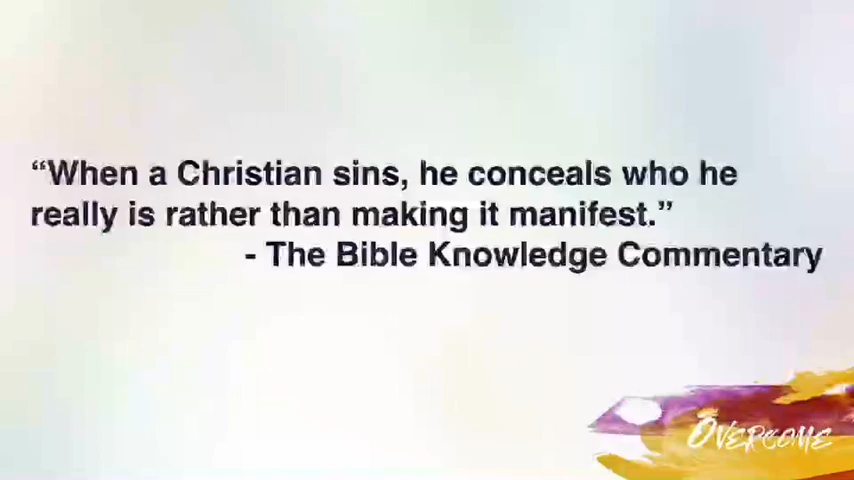 “When a Christian sins, he conceals who he
really is rather than making it manifest.”
- The Bible Knowledge Commentary
OVERCOME